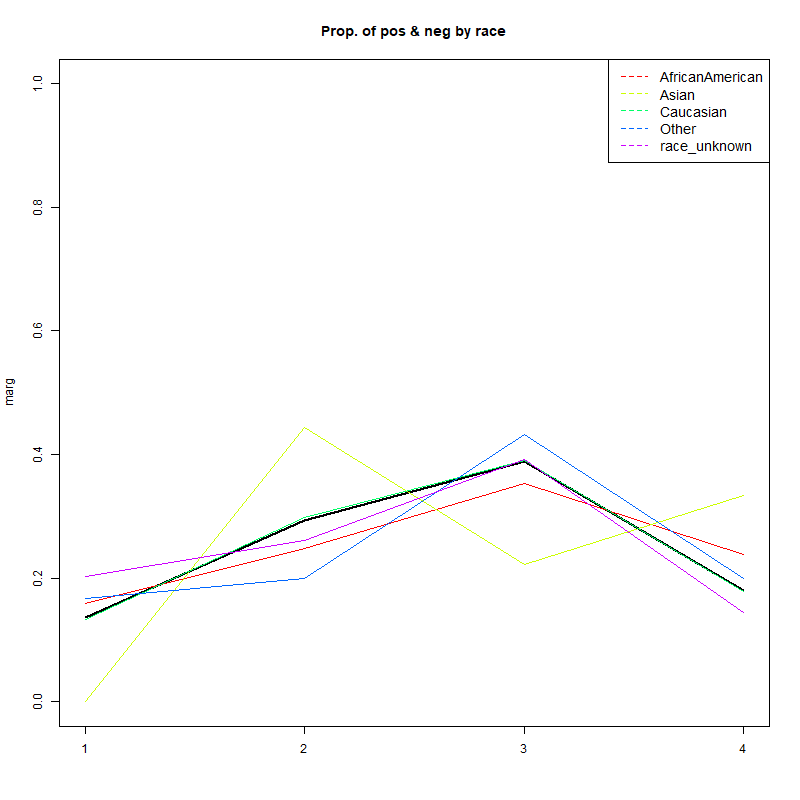 Prop. of pos & neg by race
AfricanAmerican
Asian
Caucasian
Other
race_unknown
marg
1.0
0.8
0.6
0.4
0.2
0.0
1 2 3 4